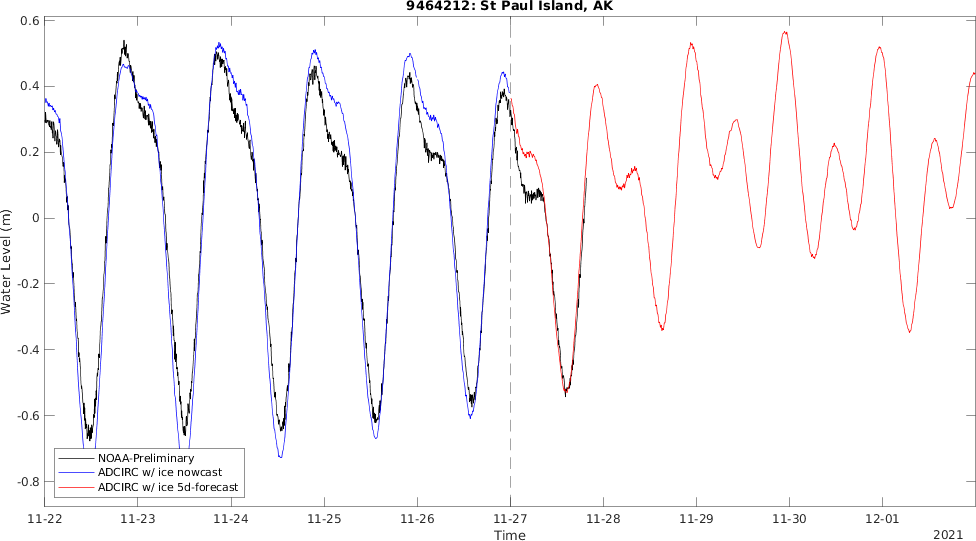 9464212: St Paul Island, AK
0.6
0.4
0.2
0
-0.2
-0.4
-0.6
-0.8
Water Level (m)
NOAA-Preliminary
ADCIRC w/ ice nowcast
ADCIRC w/ ice 5d-forecast
11-22 11-23 11-24 11-25 11-26 11-27 11-28 11-29 11-30 12-01
Time
2021